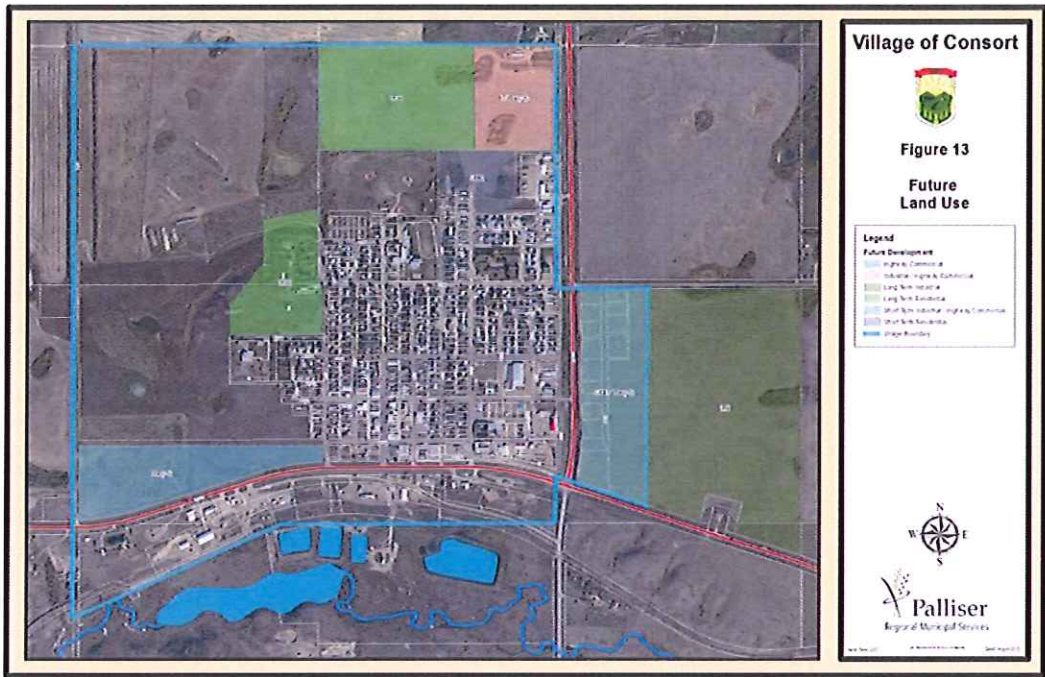 Village of Consort
Figure 13
Future
Land Use
Legend
Future Development
Highway Commercial
Industrial / Highway Commercial
Long Term Industrial
Long Term Residential
Short Term Industrial / Highway Commercial
Short Term Residential
Village Boundary
N
W
E
S
Palliser
Regional Municipal Services